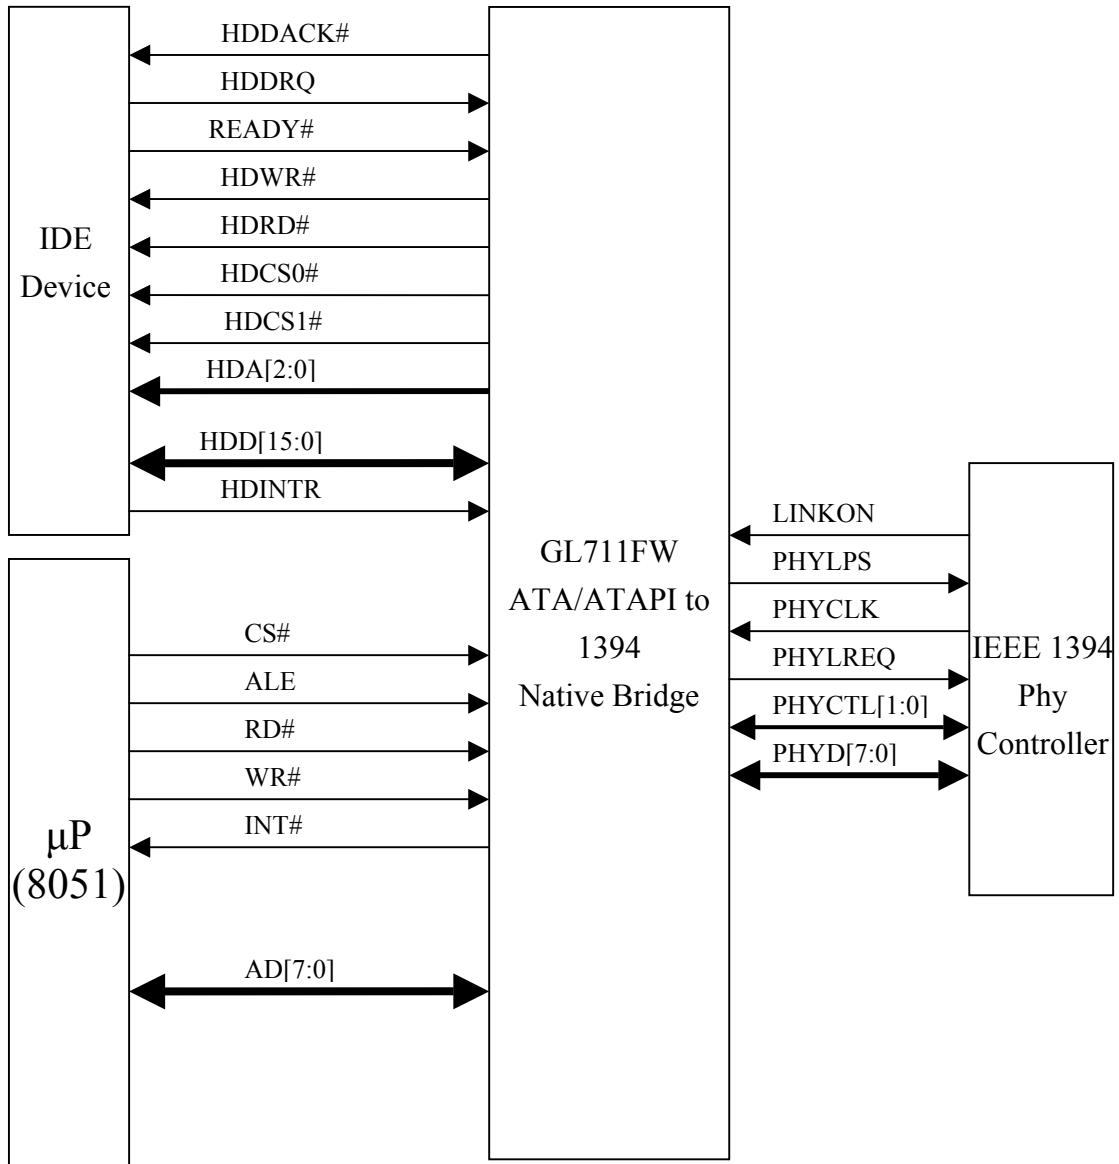 HDDACK#
HDDRQ
READY#
HDWR#
HDRD#
HDCS0#
HDCS1#
HDA[2:0]
HDD[15:0]
HDINTR
IDE
Device
CS#
ALE
RD#
WR#
INT#
AD[7:0]
μP
(8051)
GL711FW
ATA/ATAPI to
1394
Native Bridge
LINKON
PHYLPS
PHYCLK
PHYLREQ
PHYCTL[1:0]
PHYD[7:0]
IEEE 1394
Phy
Controller